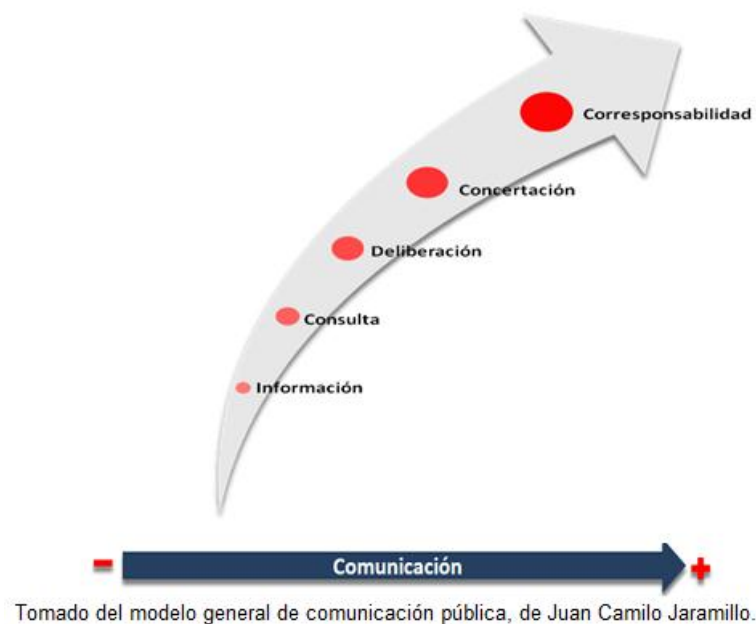 Corresponsabilidad
Concertación
Deliberación
Consulta
Información
- Comunicación +
Tomado del modelo general de comunicación pública, de Juan Camilo Jaramillo.